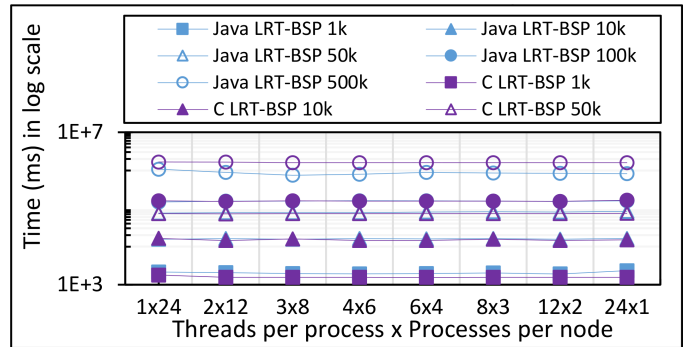 Java LRT-BSP 1k Java LRT-BSP 10k
Java LRT-BSP 50k Java LRT-BSP 100k
Java LRT-BSP 500k C LRT-BSP 1k
C LRT-BSP 10k C LRT-BSP 50k
Time (ms) in log scale
1E+7
1E+3
1x24 2x12 3x8 4x6 6x4 8x3 12x2 24x1
Threads per process x Processes per node